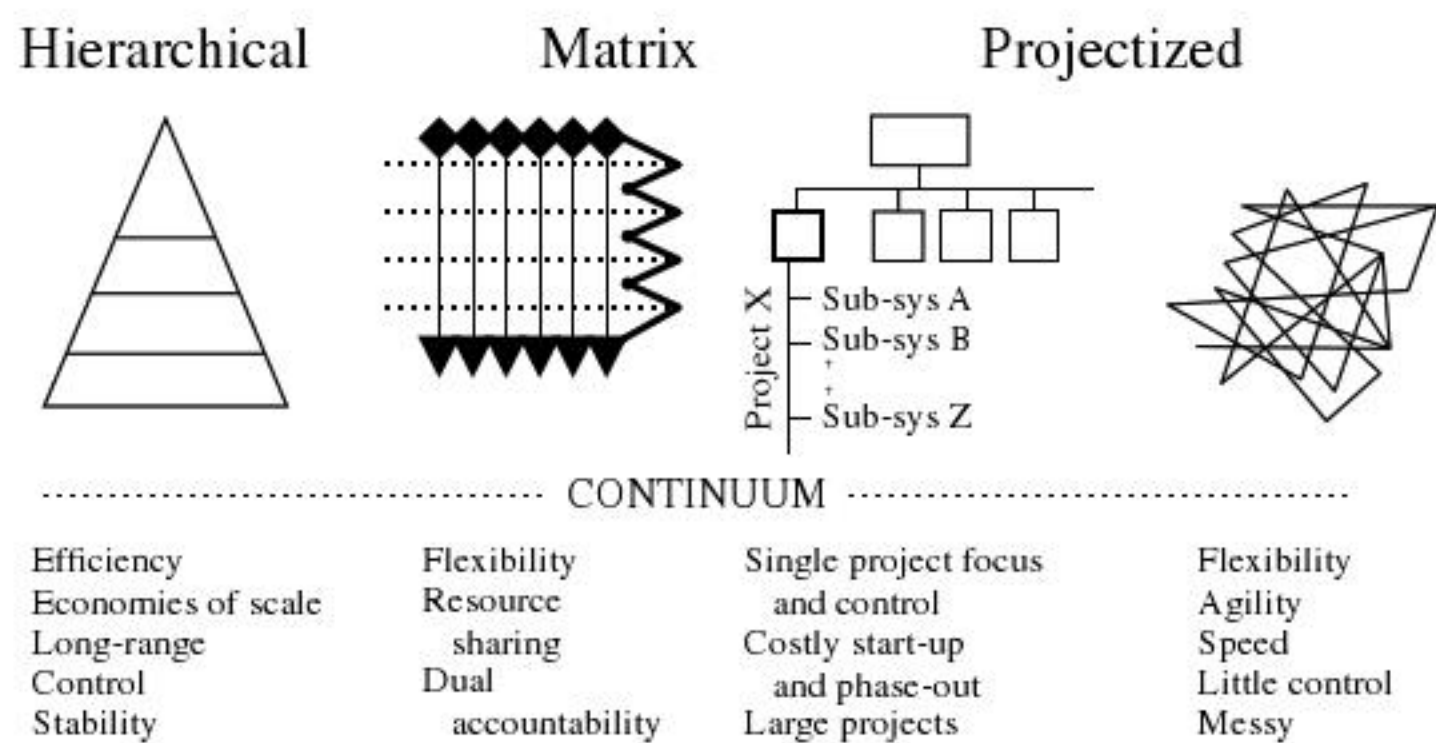 Hierarchical
Matrix
Projectized
Project X
Sub-sys A
Sub-sys B
Sub-sys Z
CONTINUUM
Efficiency
Economies of scale
Long-range
Control
Stability
Flexibility
Resource
sharing
Dual
accountability
Single project focus
and control
Costly start-up
and phase-out
Large projects
Flexibility
Agility
Speed
Little control
Messy